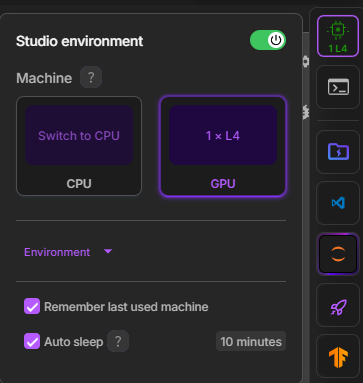 Studio environment
Machine ?
Switch to CPU
CPU
1 × L4
GPU
Environment
Remember last used machine
Auto sleep ? 10 minutes
1 L4